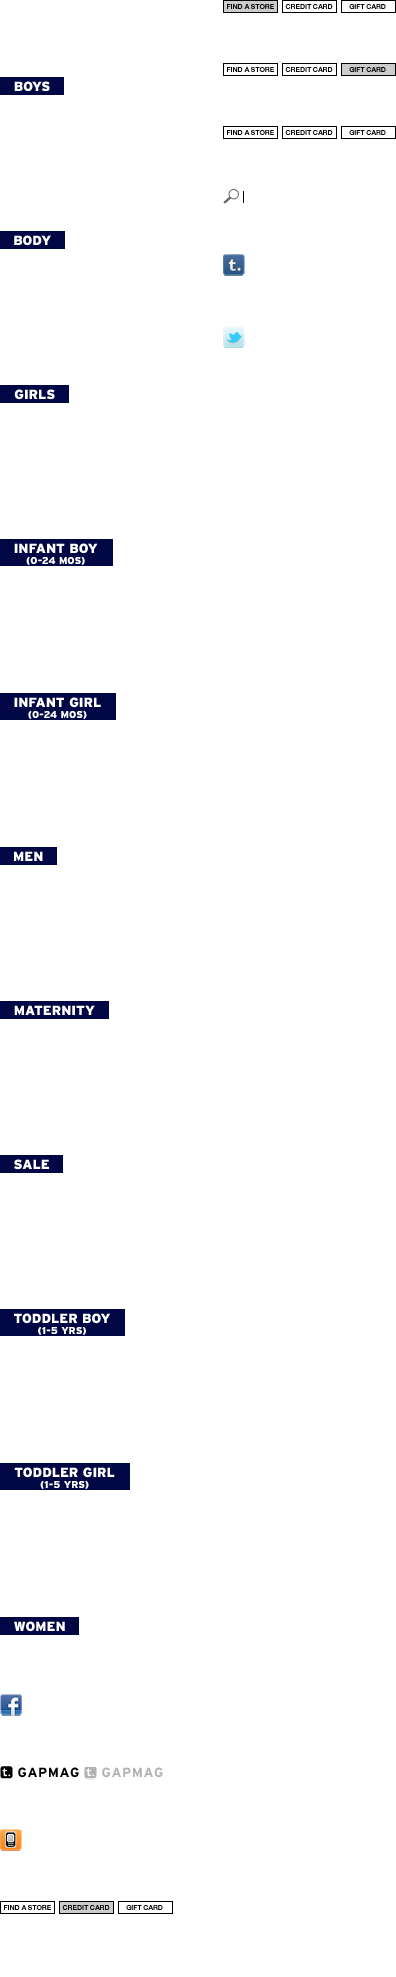 FIND A STORE CREDIT CARD GIFT CARD
FIND A STORE CREDIT CARD GIFT CARD
BOYS
FIND A STORE CREDIT CARD GIFT CARD
BODY
t.
GIRLS
INFANT BOY
(0-24 MOS)
INFANT GIRL
(0-24 MOS)
MEN
MATERNITY
SALE
TODDLER BOY
(1-5 YRS)
TODDLER GIRL
(1-5 YRS)
WOMEN
f
t. GAPMAG t. GAPMAG
FIND A STORE CREDIT CARD GIFT CARD